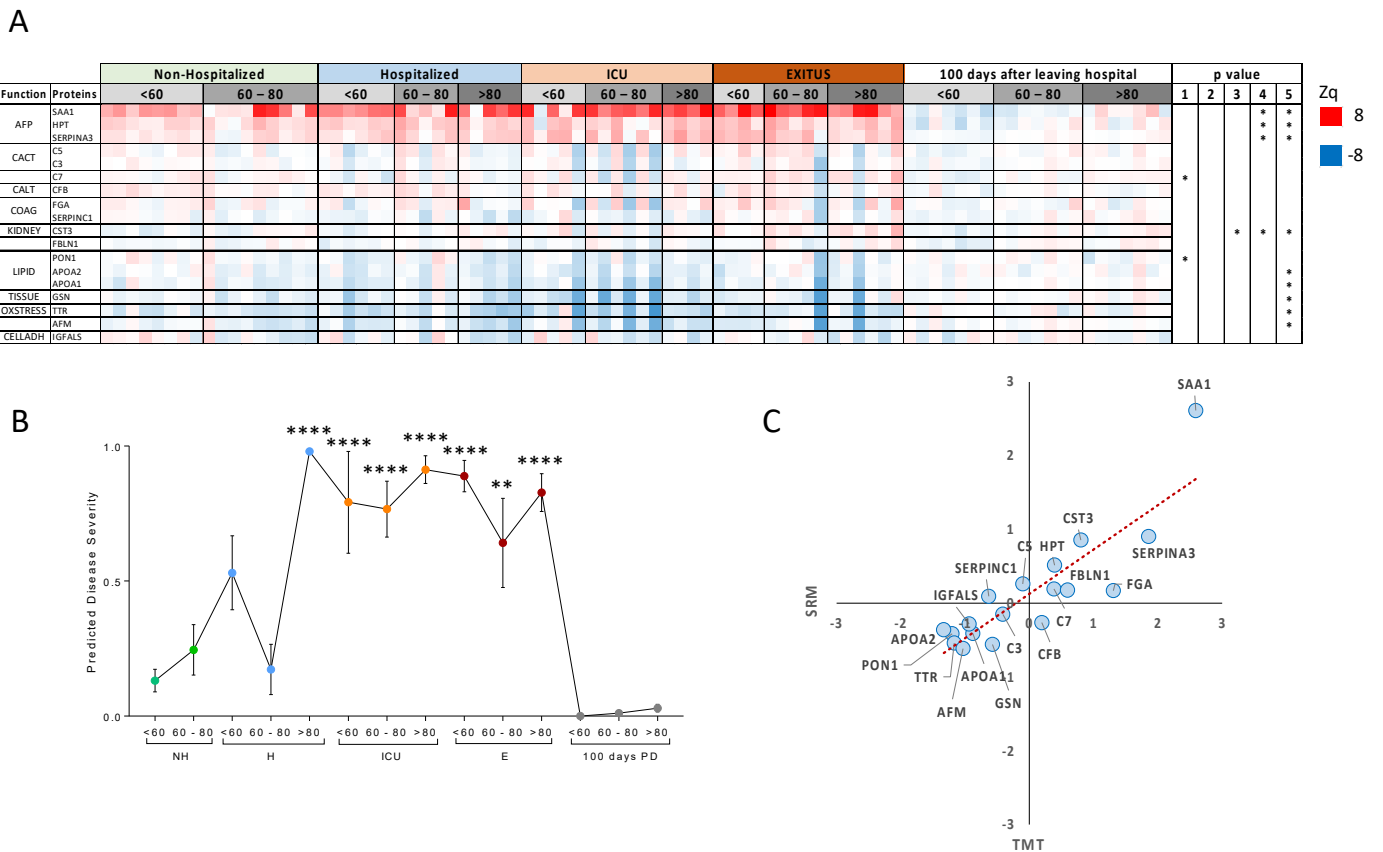 A
Non-Hospitalized Hospitalized ICU EXITUS 100 days after leaving hospital p value
Function Proteins <60 60 – 80 <60 60 – 80 >80 <60 60 – 80 >80 <60 60 – 80 >80 <60 60 – 80 >80 1 2 3 4 5
Zq
8
-8
AFP
SAA1 * *
HPT * *
SERPINA3 * *
CACT
C5
C3
C7 *
CALT CFB
COAG
FGA
SERPINC1
KIDNEY CST3 * * *
FBLN1
LIPID
PON1 *
APOA2 *
APOA1 *
TISSUE GSN *
OXSTRESS TTR *
AFM *
CELLADH IGFALS
B
Predicted Disease Severity
1.0
0.5
0.0
**** **** **** **** **** ** ****
<60 60 - 80 <60 60 - 80 >80 <60 60 - 80 >80 <60 60 - 80 >80 <60 60 - 80 >80
NH H ICU E 100 days PD
C
3
SAA1
2
1
CST3
C5 HPT
SERPINA3
SERPINC1
FBLN1
FGA
IGFALS
SRM
0
-3 -2 -1 0 1 2 3
C7
APOA2
C3
CFB
PON1
TTR
APOA1
-1
GSN
AFM
-2
-3
TMT